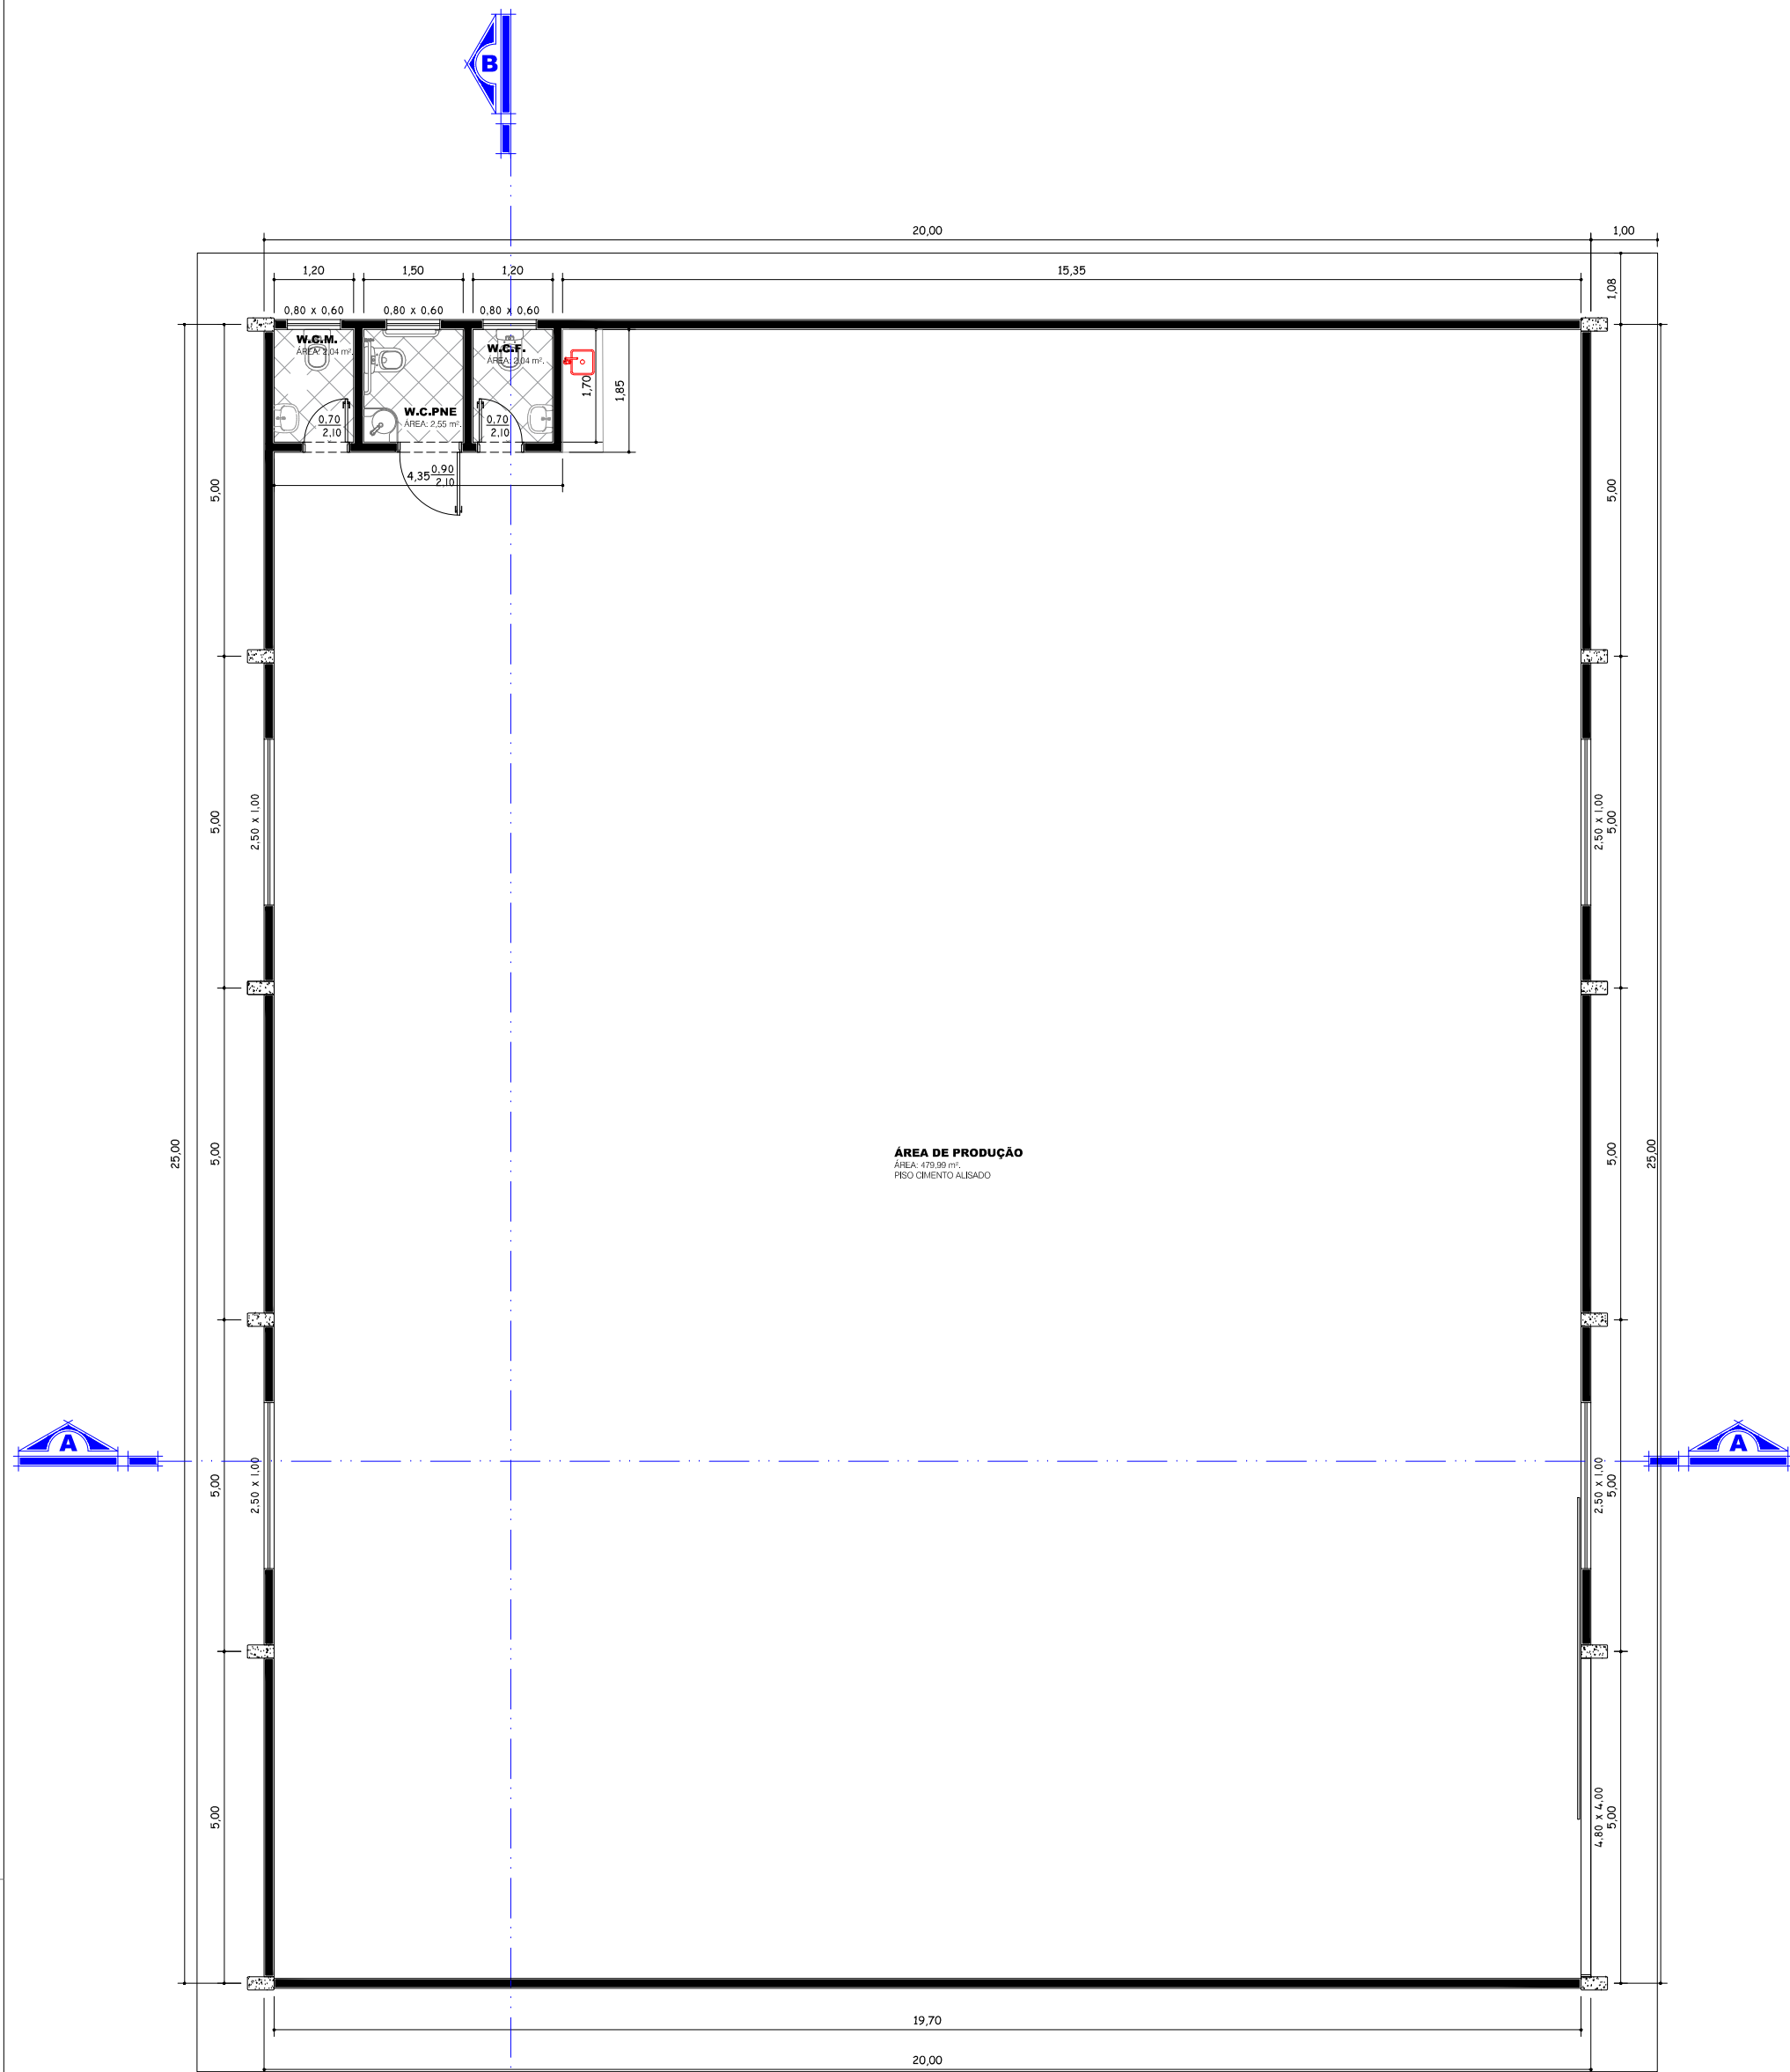 B
20,00
1,00
1,20
1,50
1,20
15,35
1,08
0,80 x 0,60
0,80 x 0,60
0,80 x 0,60
W.C.M.
ÁREA: 2,04 m².
W.C.F.
ÁREA: 2,04 m².
1,70
1,85
W.C.PNE
ÁREA: 2,55 m².
0,70
2,10
0,70
2,10
4,35
0,90
2,10
5,00
5,00
5,00
2,50 x 1,00
2,50 x 1,00
5,00
25,00
5,00
ÁREA DE PRODUÇÃO
ÁREA: 479,99 m².
PISO CIMENTO ALISADO
5,00
25,00
A
A
5,00
2,50 x 1,00
2,50 x 1,00
5,00
5,00
4,80 x 4,00
5,00
19,70
20,00